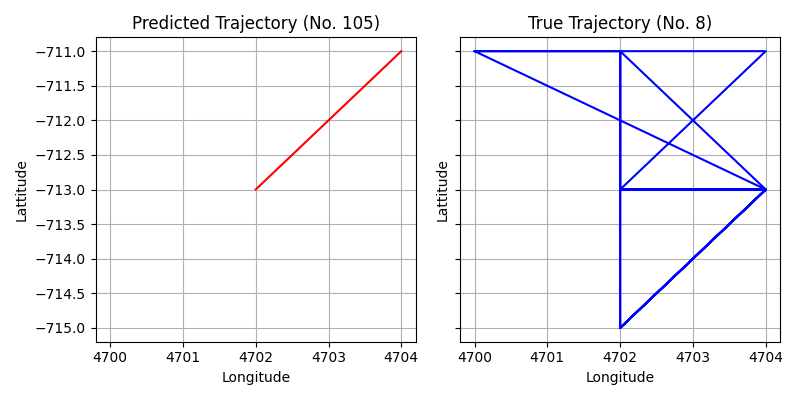 Predicted Trajectory (No. 105)
True Trajectory (No. 8)
−711.0
−711.5
−712.0
−712.5
−713.0
−713.5
−714.0
−714.5
−715.0
Lattitude
Lattitude
4700 4701 4702 4703 4704
4700 4701 4702 4703 4704
Longitude
Longitude